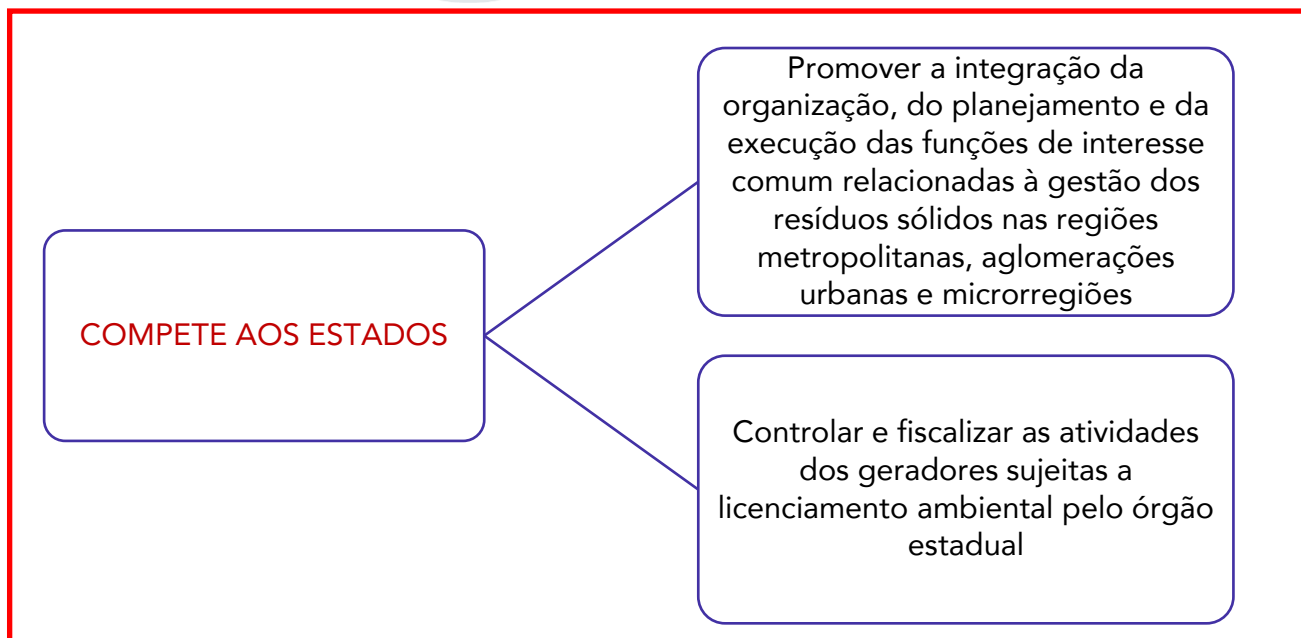 COMPETE AOS ESTADOS
Promover a integração da
organização, do planejamento e da
execução das funções de interesse
comum relacionadas à gestão dos
resíduos sólidos nas regiões
metropolitanas, aglomerações
urbanas e microrregiões
Controlar e fiscalizar as atividades
dos geradores sujeitas a
licenciamento ambiental pelo órgão
estadual